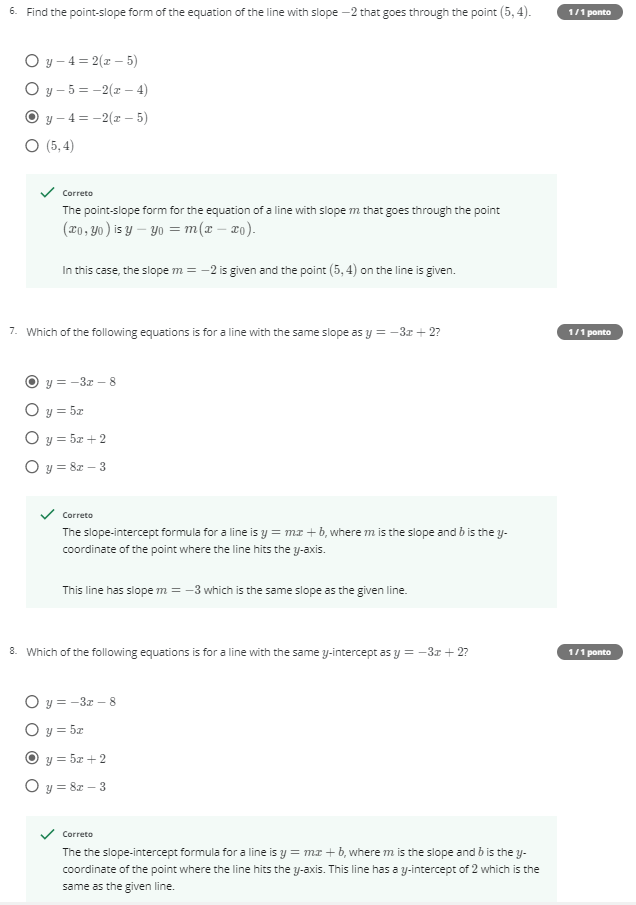 6. Find the point-slope form of the equation of the line with slope −2 that goes through the point (5, 4).
1 / 1 ponto
y − 4 = 2(x − 5)
y − 5 = −2(x − 4)
y − 4 = −2(x − 5)
(5, 4)
Correto
The point-slope form for the equation of a line with slope m that goes through the point
(x₀, y₀) is y − y₀ = m(x − x₀).
In this case, the slope m = −2 is given and the point (5, 4) on the line is given.
7. Which of the following equations is for a line with the same slope as y = −3x + 2?
1 / 1 ponto
y = −3x − 8
y = 5x
y = 5x + 2
y = 8x − 3
Correto
The slope-intercept formula for a line is y = mx + b, where m is the slope and b is the y-
coordinate of the point where the line hits the y-axis.
This line has slope m = −3 which is the same slope as the given line.
8. Which of the following equations is for a line with the same y-intercept as y = −3x + 2?
1 / 1 ponto
y = −3x − 8
y = 5x
y = 5x + 2
y = 8x − 3
Correto
The the slope-intercept formula for a line is y = mx + b, where m is the slope and b is the y-
coordinate of the point where the line hits the y-axis. This line has a y-intercept of 2 which is the
same as the given line.